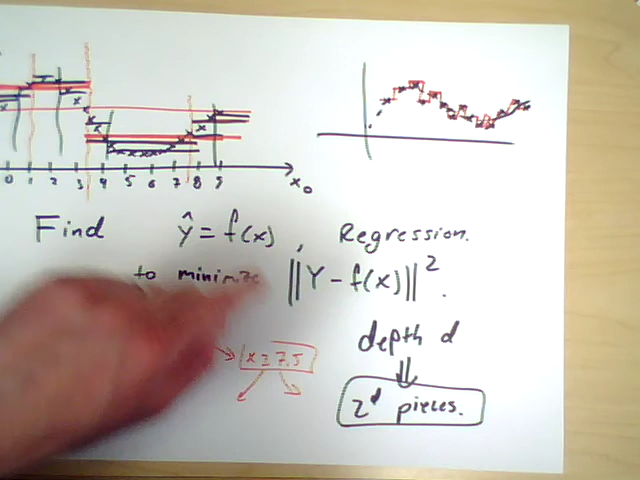 0 1 2 3 4 5 6 7 8 9 x₀
Find ŷ = f(x), Regression.
to minimize ||Y - f(x)||² .
depth d
x ≥ 7.5
⇓
2ᵈ pieces.